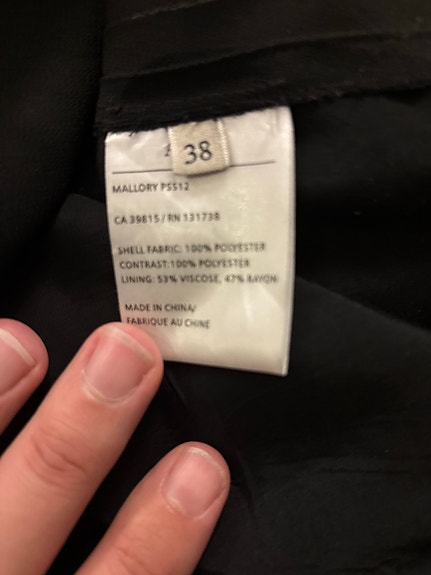 38
MALLORY PSS12
CA 39815 / RN 131738
SHELL FABRIC: 100% POLYESTER
CONTRAST:100% POLYESTER
LINING: 53% VISCOSE, 47% RAYON
MADE IN CHINA/
FABRIQUE AU CHINE